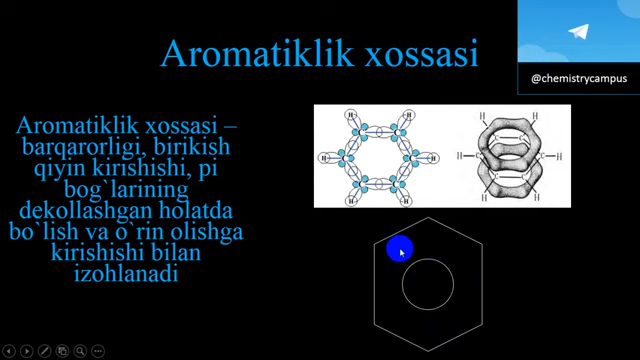 Aromatiklik xossasi
@chemistrycampus
Aromatiklik xossasi –
barqarorligi, birikish
qiyin kirishishi, pi
bog`larining
dekollashgan holatda
bo`lish va o`rin olishga
kirishishi bilan
izohlanadi
H H
C C
H C C H
C C
H H
H H
C C
H C C H
C C
H H